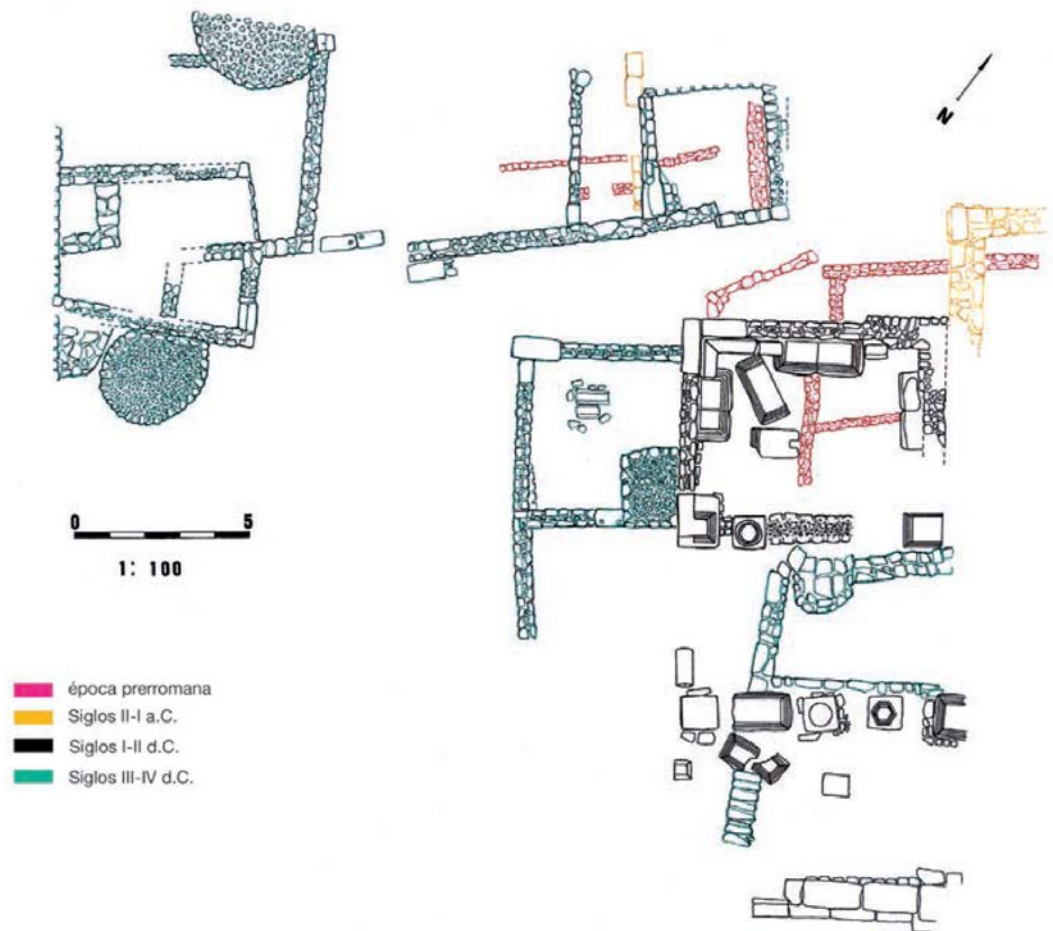 N
0 5
1: 100
época prerromana
Siglos II-I a.C.
Siglos I-II d.C.
Siglos III-IV d.C.